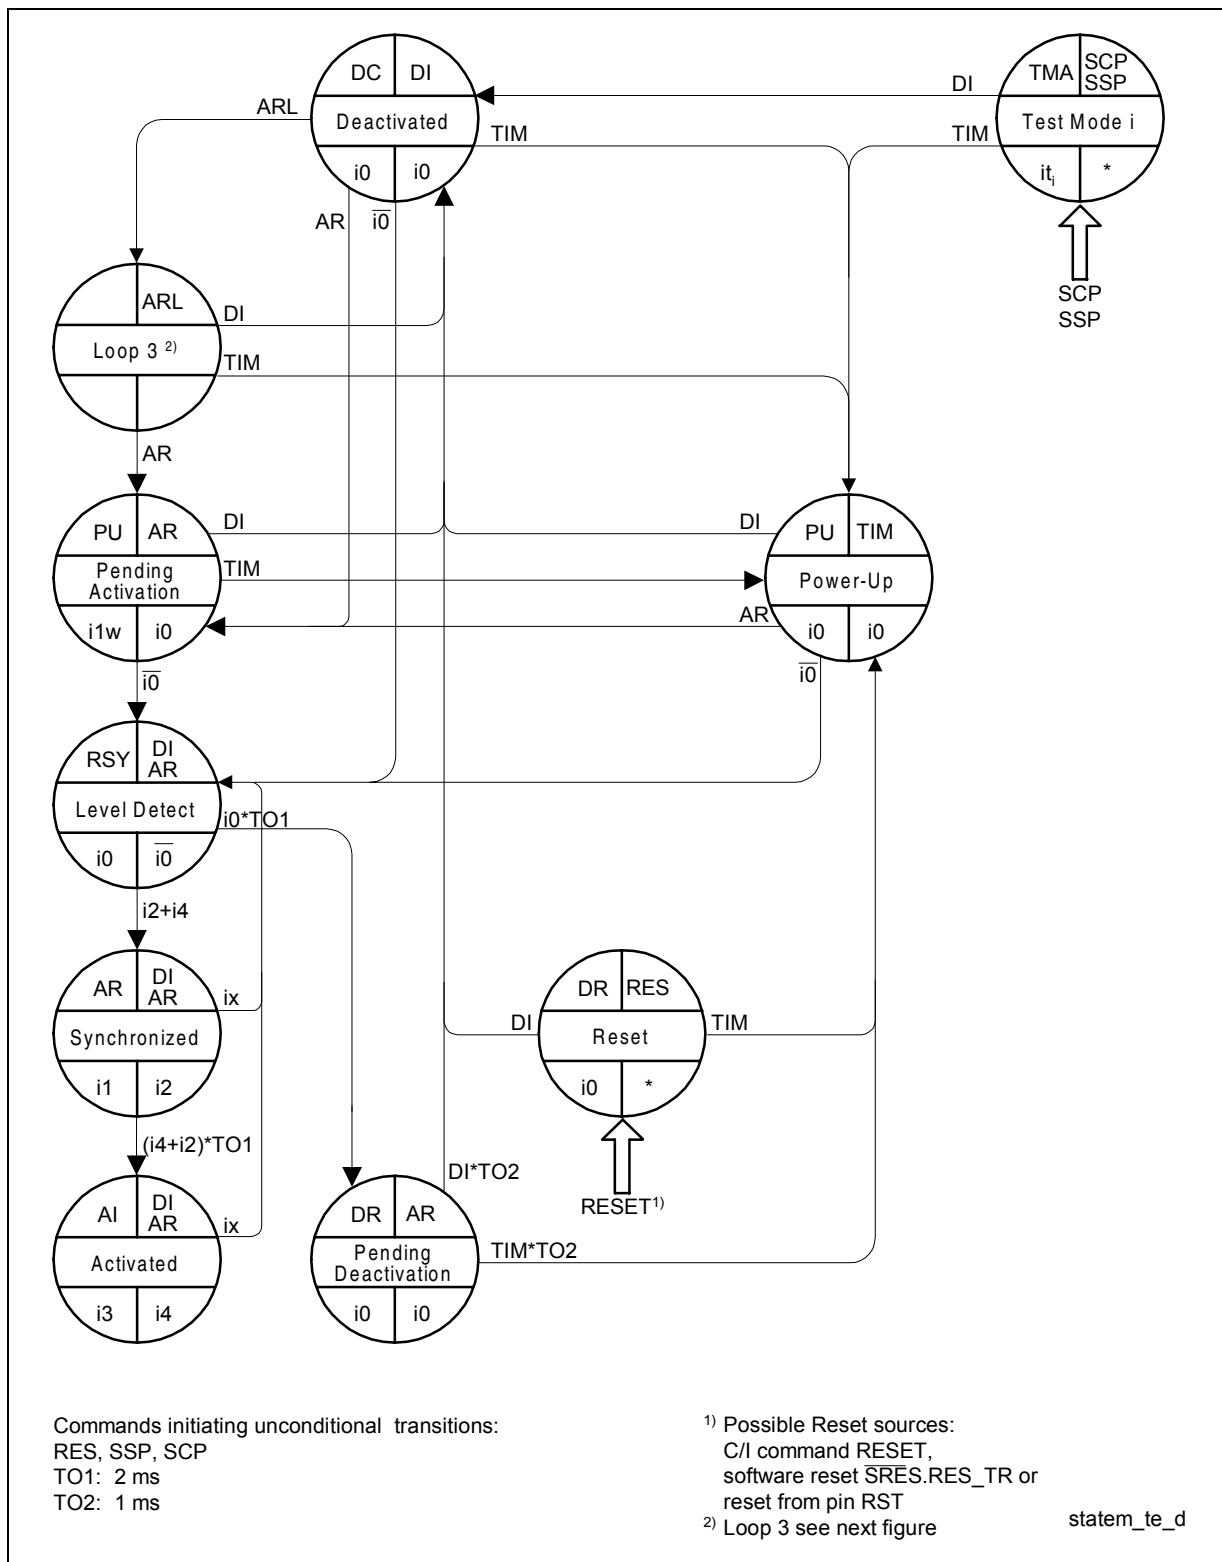 DC DI
Deactivated
i0 i0
TMA SCP
SSP
Test Mode i
iti *
SCP
SSP
DI
TIM
ARL
TIM
AR
i0
ARL
Loop 3 2)
DI
TIM
AR
PU AR
Pending
Activation
i1w i0
DI
TIM
i0
PU TIM
Power-Up
i0 i0
DI
AR
i0
RSY DI
AR
Level Detect
i0 i0
i0*TO1
i2+i4
AR DI
AR
Synchronized
i1 i2
ix
(i4+i2)*TO1
DR RES
Reset
i0 *
DI
TIM
RESET1)
AI DI
AR
Activated
i3 i4
ix
DR AR
Pending
Deactivation
i0 i0
DI*TO2
TIM*TO2
Commands initiating unconditional transitions:
RES, SSP, SCP
TO1: 2 ms
TO2: 1 ms
1) Possible Reset sources:
C/I command RESET,
software reset SRES.RES_TR or
reset from pin RST
2) Loop 3 see next figure
statem_te_d